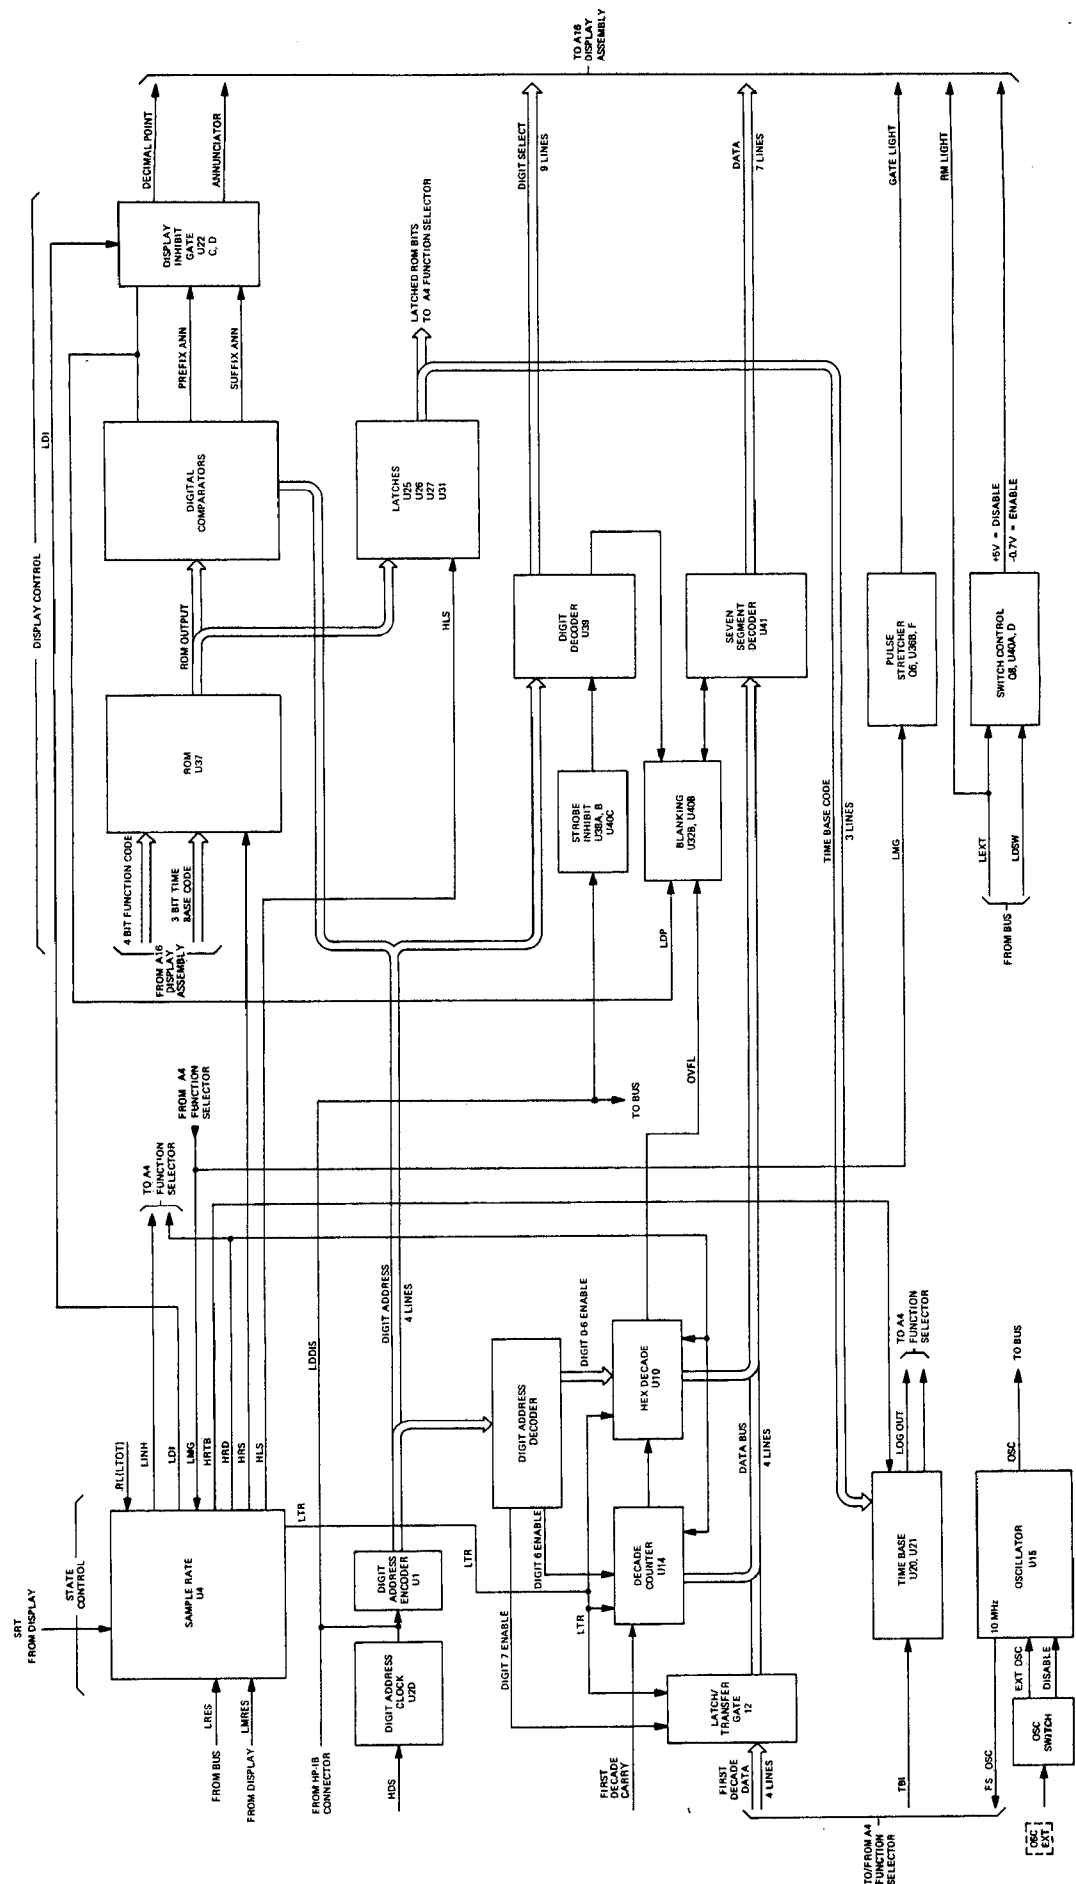 TO A16
DISPLAY
ASSEMBLY
DECIMAL POINT
ANNUNCIATOR
DIGIT SELECT
9 LINES
DATA
7 LINES
GATE LIGHT
RM LIGHT
DISPLAY CONTROL
LDI
DISPLAY
INHIBIT
GATE
U22
C, D
PREFIX ANN
SUFFIX ANN
LATCHED ROM BITS
TO A4 FUNCTION SELECTOR
DIGITAL
COMPARATORS
LATCHES
U25
U26
U27
U31
+5V = DISABLE
-0.7V = ENABLE
ROM OUTPUT
HLS
DIGIT
DECODER
U39
SEVEN
SEGMENT
DECODER
U41
PULSE
STRETCHER
Q6, U36B, F
SWITCH CONTROL
Q8, U40A, D
ROM
U37
STROBE
INHIBIT
U38A, B
U40C
BLANKING
U32B, U40B
TIME BASE CODE
3 LINES
4 BIT FUNCTION CODE
3 BIT TIME
BASE CODE
FROM A16
DISPLAY
ASSEMBLY
LDP
LMG
LEXT
LDSW
FROM BUS
FROM A4
FUNCTION
SELECTOR
TO BUS
OVFL
TO A4
FUNCTION
SELECTOR
LDDIS
DIGIT ADDRESS
4 LINES
DIGIT 0-6 ENABLE
TO A4
FUNCTION
SELECTOR
TO BUS
STATE
CONTROL
RL(LTOT)
LINH
LDI
LMG
HRTB
HRD
HRS
HLS
LTR
LTR
DIGIT ADDRESS
DECODER
HEX DECADE
U10
DATA BUS
4 LINES
LOG OUT
OSC
SRT
FROM DISPLAY
SAMPLE RATE
U4
DIGIT
ADDRESS
ENCODER
U1
DIGIT 6 ENABLE
DIGIT 7 ENABLE
LTR
DECADE
COUNTER
U14
TIME BASE
U20, U21
10 MHz
OSCILLATOR
U15
LRES
FROM BUS
LMRES
FROM DISPLAY
FROM HP-IB
CONNECTOR
DIGIT ADDRESS
CLOCK
U2D
HDS
LATCH/
TRANSFER
GATE
12
EXT OSC
DISABLE
OSC
SWITCH
FIRST
DECADE
CARRY
FIRST
DECADE
DATA
4 LINES
TBI
FS OSC
TO/FROM A4
FUNCTION
SELECTOR
OSC
EXT